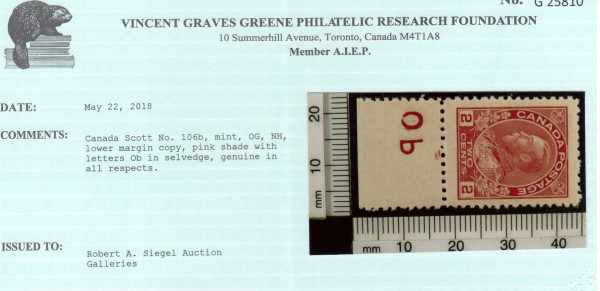 No. G 25810
VINCENT GRAVES GREENE PHILATELIC RESEARCH FOUNDATION
10 Summerhill Avenue, Toronto, Canada M4T1A8
Member A.I.E.P.
DATE: May 22, 2018
COMMENTS: Canada Scott No. 106b, mint, OG, NH,
lower margin copy, pink shade with
letters Ob in selvedge, genuine in
all respects.
ISSUED TO: Robert A. Siegel Auction
Galleries
20
10
mm
Ob
CANADA POSTAGE
2 TWO CENTS 2
mm 10 20 30 40